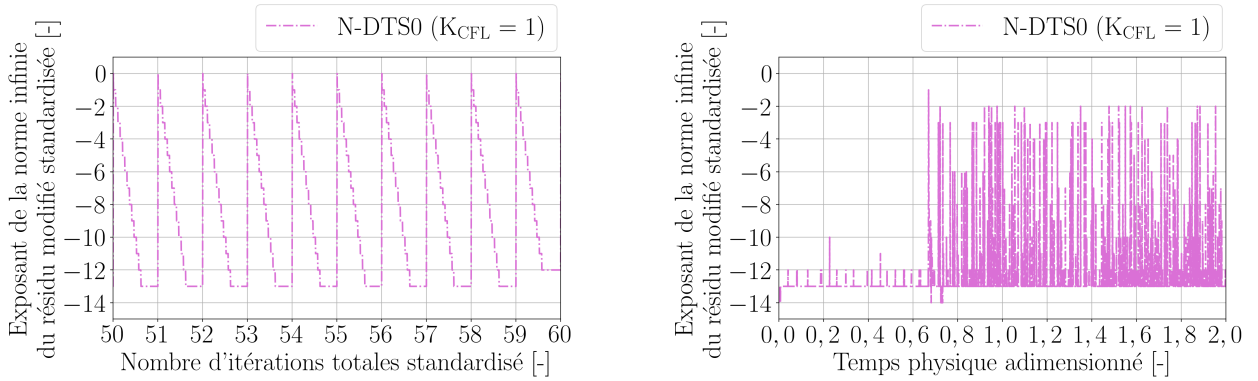 N-DTS0 (K_CFL = 1)
Exposant de la norme infinie
du résidu modifié standardisée [-]
0
−2
−4
−6
−8
−10
−12
−14
50 51 52 53 54 55 56 57 58 59 60
Nombre d'itérations totales standardisé [-]
N-DTS0 (K_CFL = 1)
Exposant de la norme infinie
du résidu modifié standardisée [-]
0
−2
−4
−6
−8
−10
−12
−14
0, 0 0, 2 0, 4 0, 6 0, 8 1, 0 1, 2 1, 4 1, 6 1, 8 2, 0
Temps physique adimensionné [-]